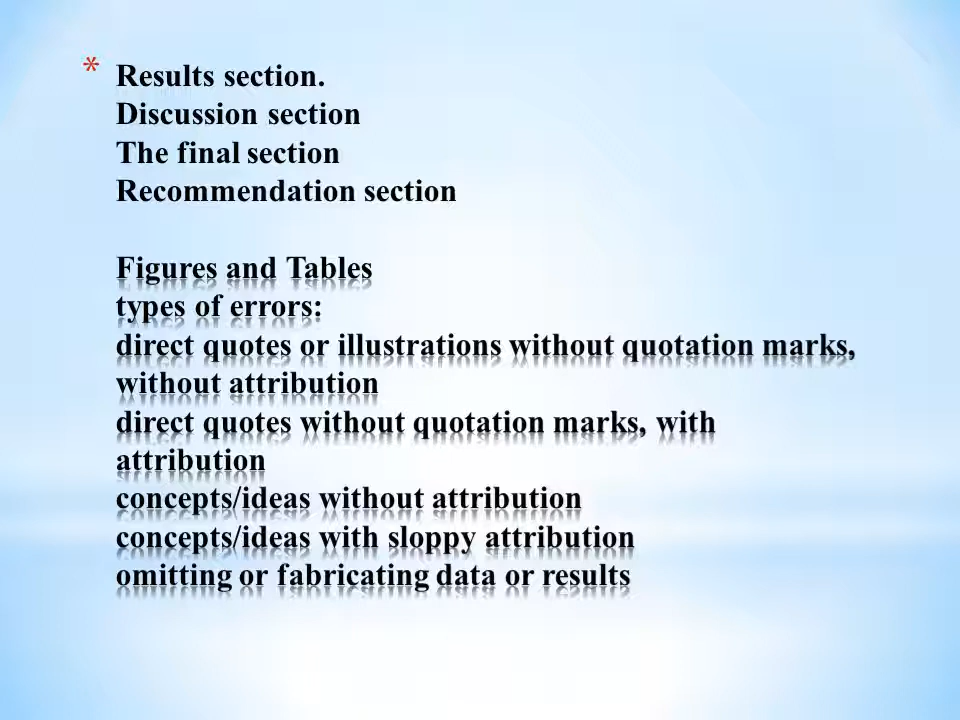 * Results section.
Discussion section
The final section
Recommendation section
Figures and Tables
types of errors:
direct quotes or illustrations without quotation marks,
without attribution
direct quotes without quotation marks, with
attribution
concepts/ideas without attribution
concepts/ideas with sloppy attribution
omitting or fabricating data or results